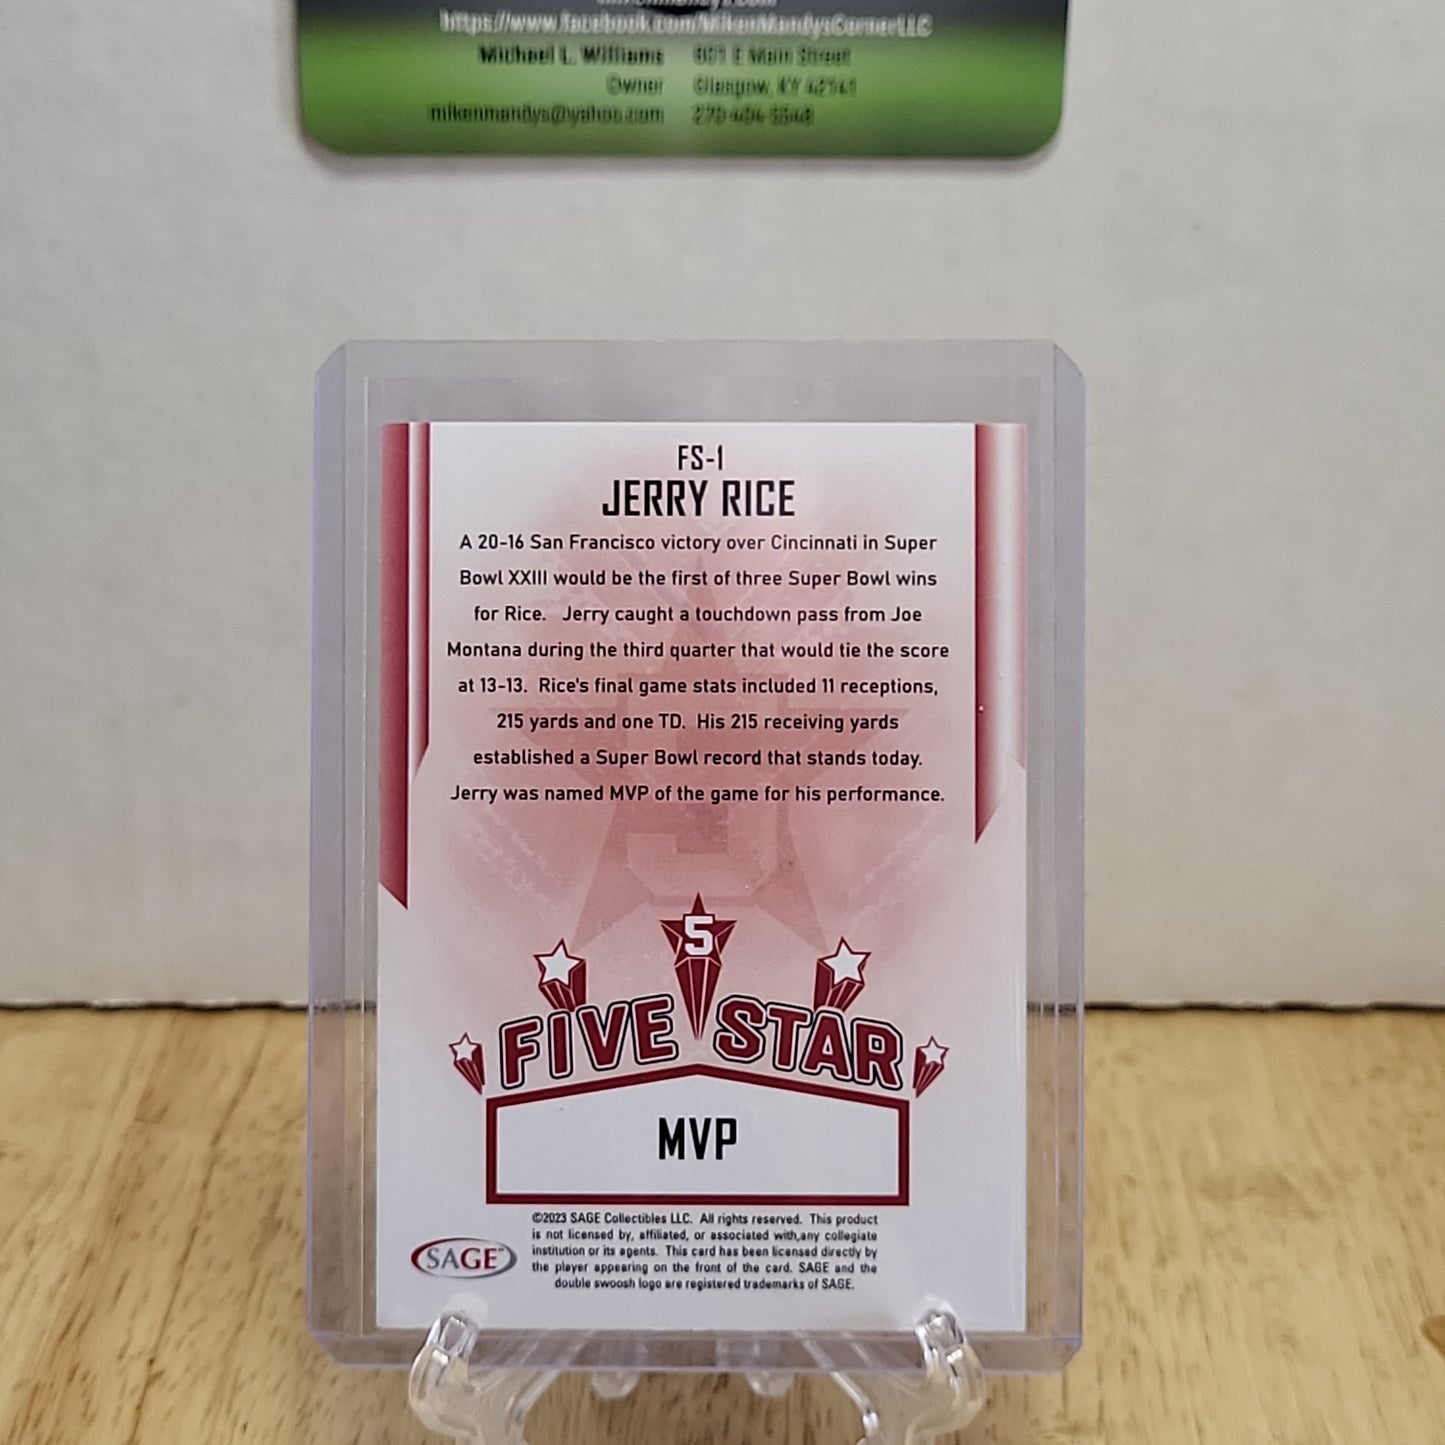 https://www.facebook.com/MikenMandysCornerLLC
Michael L. Williams 801 E Main Street
Owner Glasgow, KY 42141
mikenmandys@yahoo.com
FS-1
JERRY RICE
A 20-16 San Francisco victory over Cincinnati in Super
Bowl XXIII would be the first of three Super Bowl wins
for Rice. Jerry caught a touchdown pass from Joe
Montana during the third quarter that would tie the score
at 13-13. Rice's final game stats included 11 receptions,
215 yards and one TD. His 215 receiving yards
established a Super Bowl record that stands today.
Jerry was named MVP of the game for his performance.
5
FIVE STAR
MVP
©2023 SAGE Collectibles LLC. All rights reserved. This product
is not licensed by, affiliated, or associated with,any collegiate
institution or its agents. This card has been licensed directly by
the player appearing on the front of the card. SAGE and the
double swoosh logo are registered trademarks of SAGE.
SAGE™